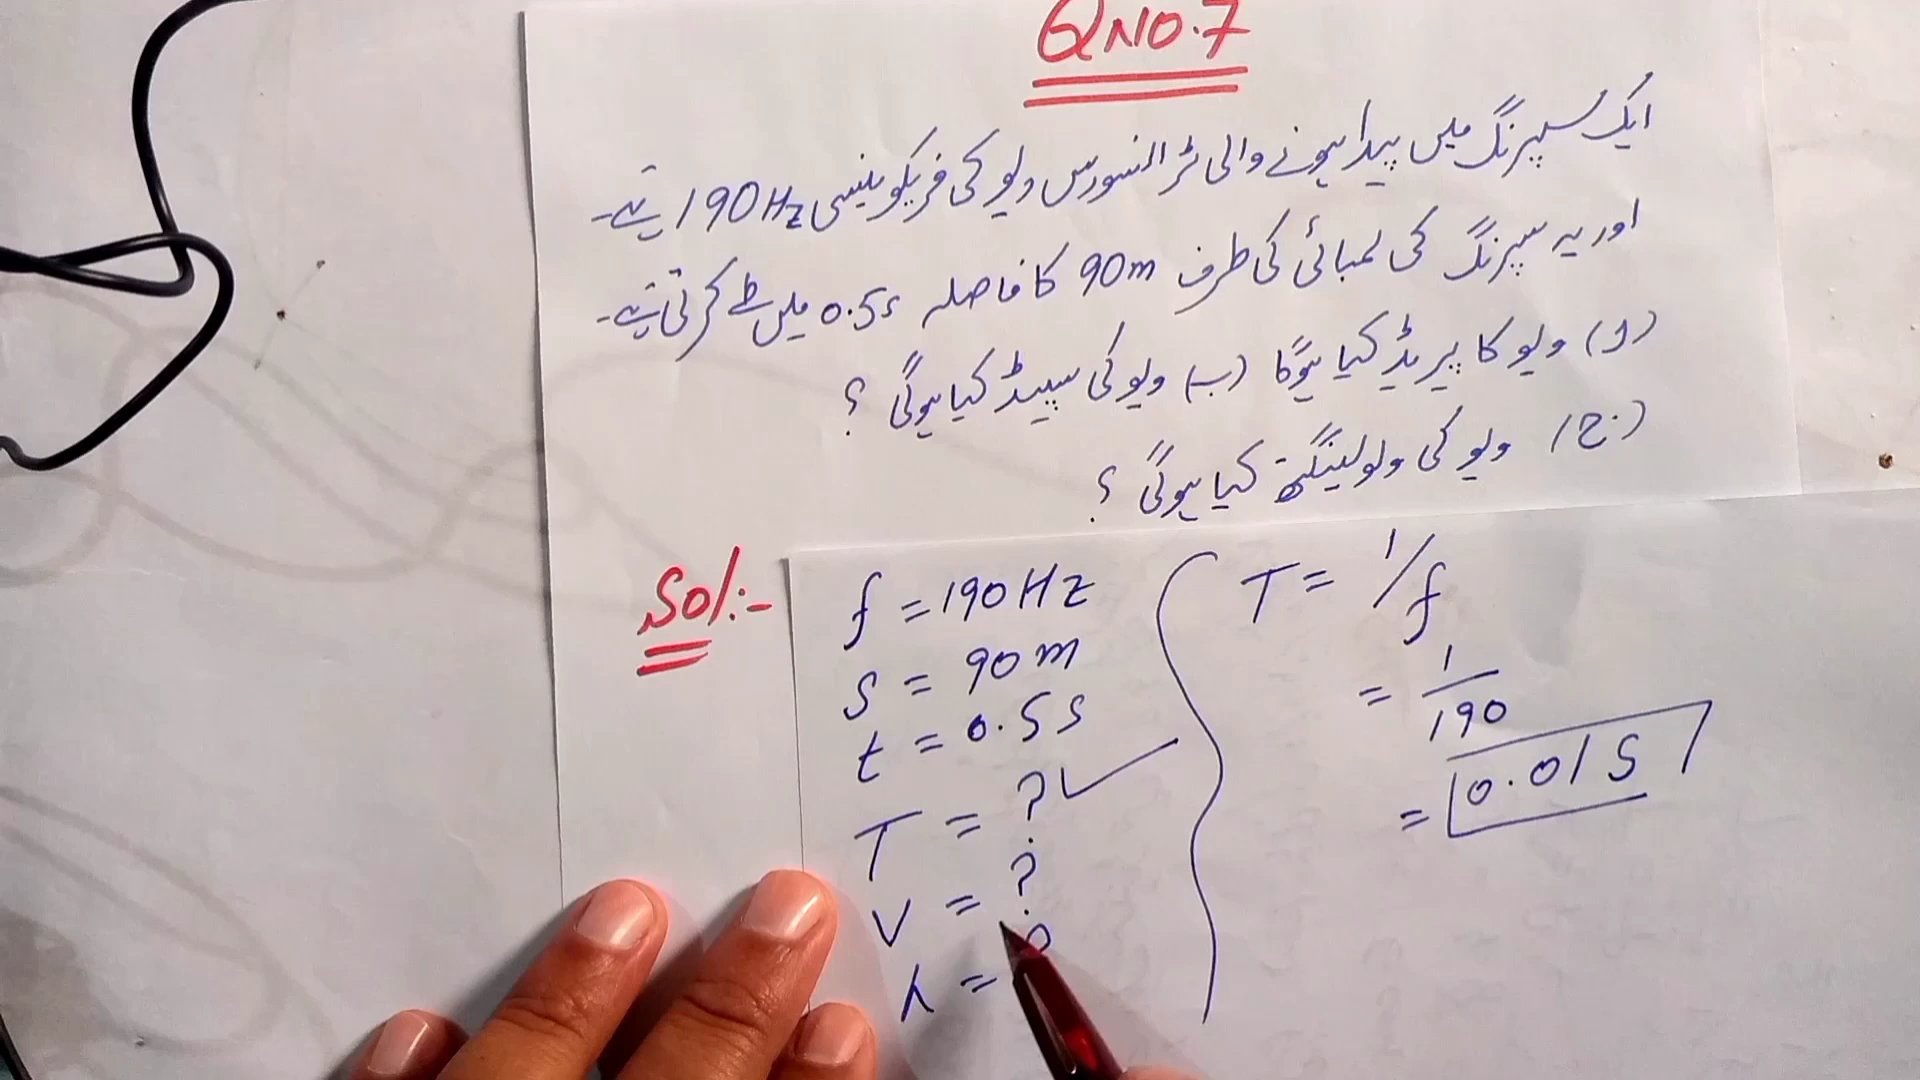 Q NO.7
ایک سپرنگ میں پیدا ہونے والی ٹرانسورس ویو کی فریکوئینسی 190Hz ہے۔
اور یہ سپرنگ کی لمبائی کی طرف 90m کا فاصلہ 0.5s میں طے کرتی ہے۔
(ا) ویو کا پیریڈ کیا ہوگا (ب) ویو کی سپیڈ کیا ہوگی ؟
(ج) ویو کی ویولینگتھ کیا ہوگی ؟
Sol:-
f = 190Hz
S = 90m
t = 0.5s
T = ?
V = ?
λ =
T = 1/f
= 1/190
= 0.01S